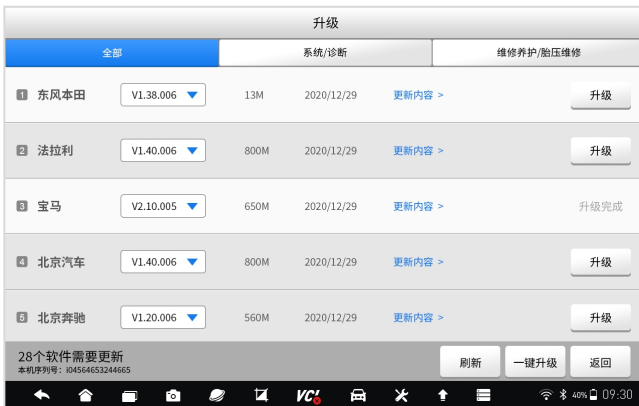 升级
全部 系统/诊断 维修养护/胎压维修
1 东风本田 V1.38.006 13M 2020/12/29 更新内容 > 升级
2 法拉利 V1.40.006 800M 2020/12/29 更新内容 > 升级
3 宝马 V2.10.005 650M 2020/12/29 更新内容 > 升级完成
4 北京汽车 V1.40.006 800M 2020/12/29 更新内容 > 升级
5 北京奔驰 V1.20.006 560M 2020/12/29 更新内容 > 升级
28个软件需要更新 刷新 一键升级 返回
本机序列号：i04564653244665
VCI 40% 09:30